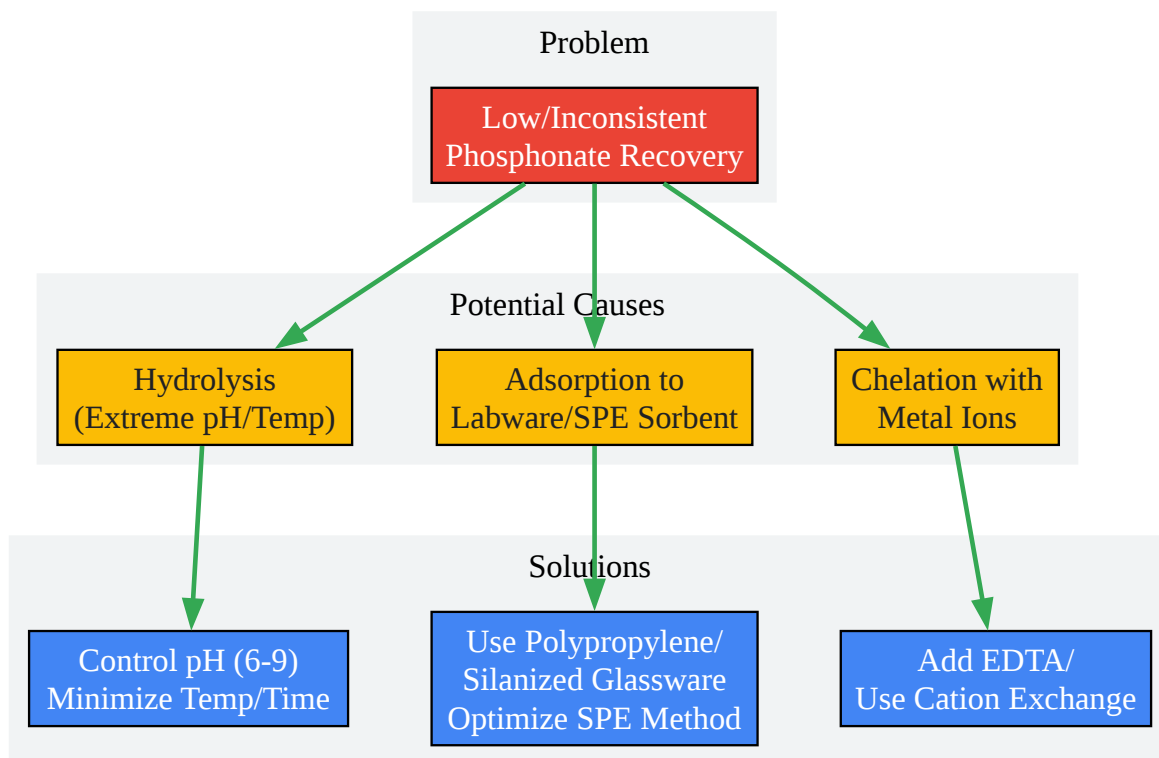 Problem
Low/Inconsistent
Phosphonate Recovery
Potential Causes
Hydrolysis
(Extreme pH/Temp)
Adsorption to
Labware/SPE Sorbent
Chelation with
Metal Ions
Solutions
Control pH (6-9)
Minimize Temp/Time
Use Polypropylene/
Silanized Glassware
Optimize SPE Method
Add EDTA/
Use Cation Exchange